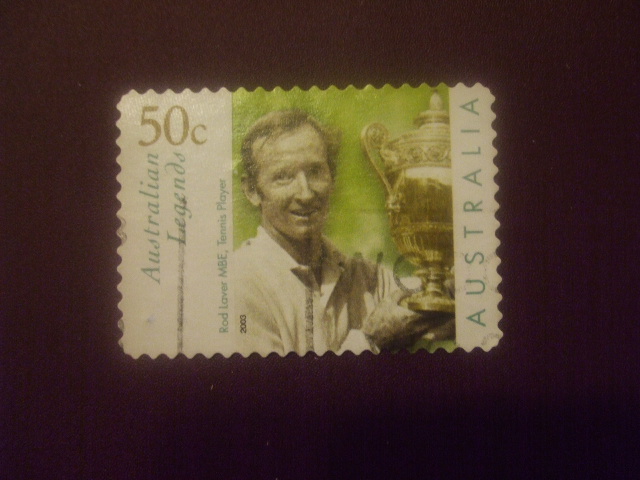 50c
Australian
Legends
Rod Laver MBE, Tennis Player
2003
AUSTRALIA